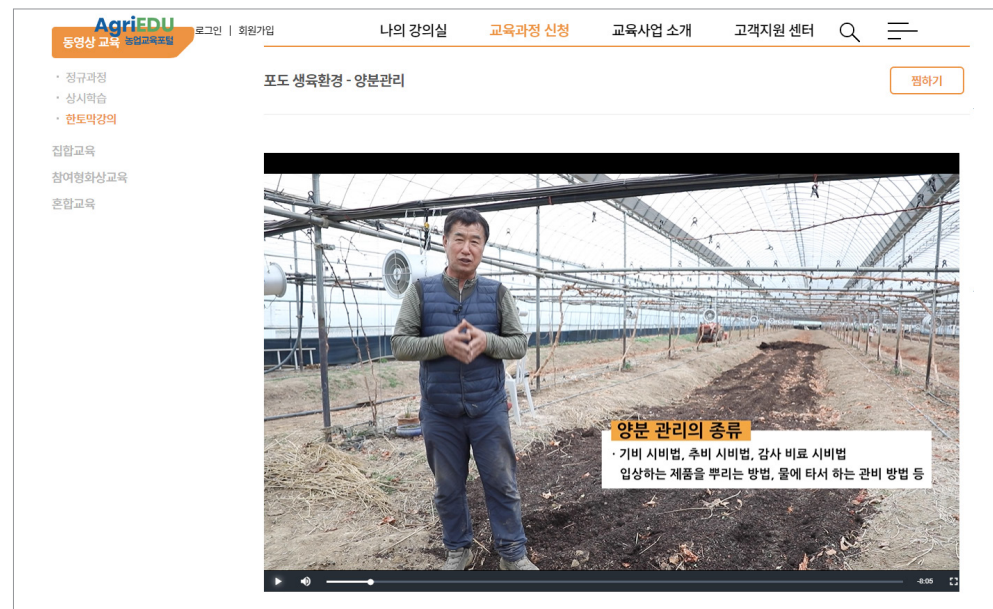 AgriEDU
농업교육포털
로그인 | 회원가입
나의 강의실
교육과정 신청
교육사업 소개
고객지원 센터
동영상 교육
· 정규과정
· 상시학습
· 한토막강의
집합교육
참여형화상교육
혼합교육
포도 생육환경 - 양분관리
찜하기
양분 관리의 종류
· 기비 시비법, 추비 시비법, 감사 비료 시비법
입상하는 제품을 뿌리는 방법, 물에 타서 하는 관비 방법 등
-8:05